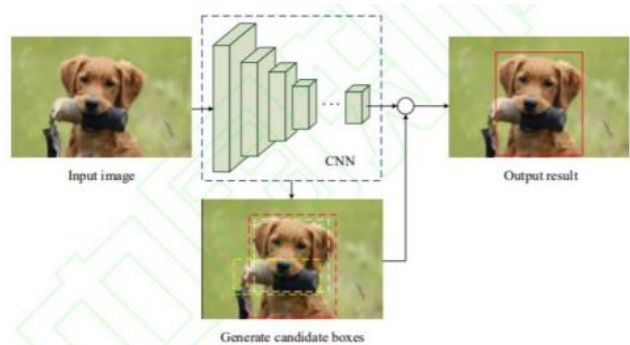 CNN
Input image
Output result
Generate candidate boxes